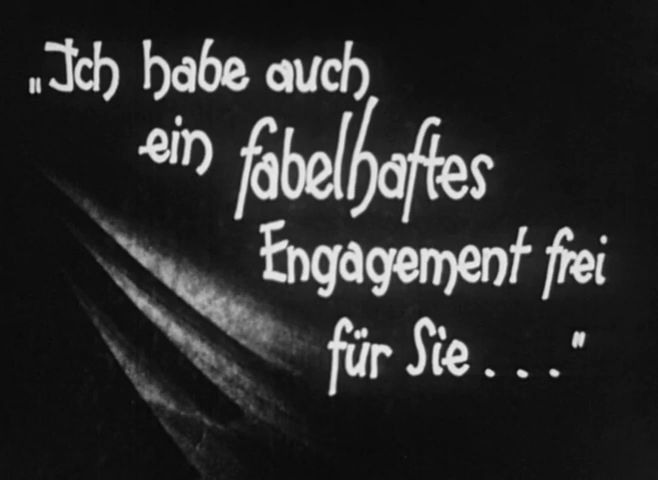 „Ich habe auch
ein fabelhaftes
Engagement frei
für Sie . . ."